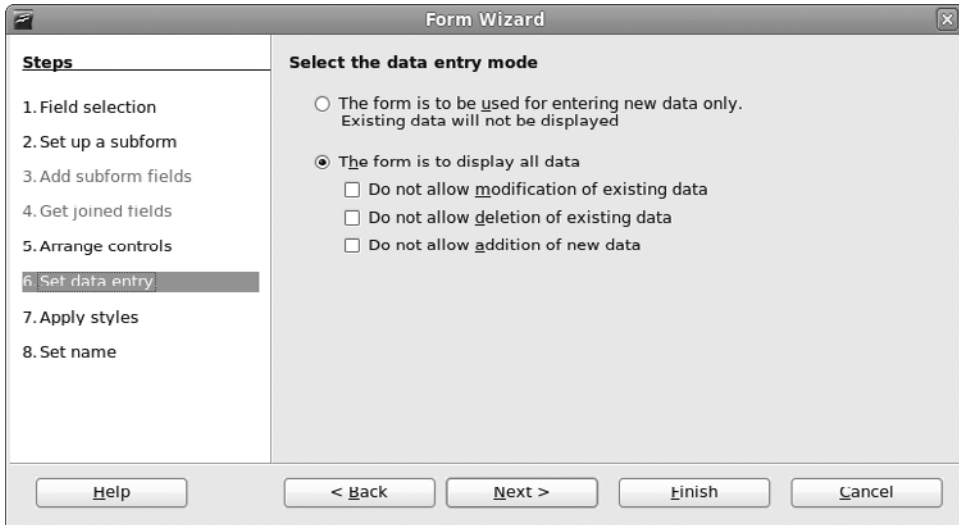 Form Wizard
Steps
1. Field selection
2. Set up a subform
3. Add subform fields
4. Get joined fields
5. Arrange controls
6. Set data entry
7. Apply styles
8. Set name
Select the data entry mode
The form is to be used for entering new data only.
Existing data will not be displayed
The form is to display all data
Do not allow modification of existing data
Do not allow deletion of existing data
Do not allow addition of new data
Help
< Back
Next >
Finish
Cancel